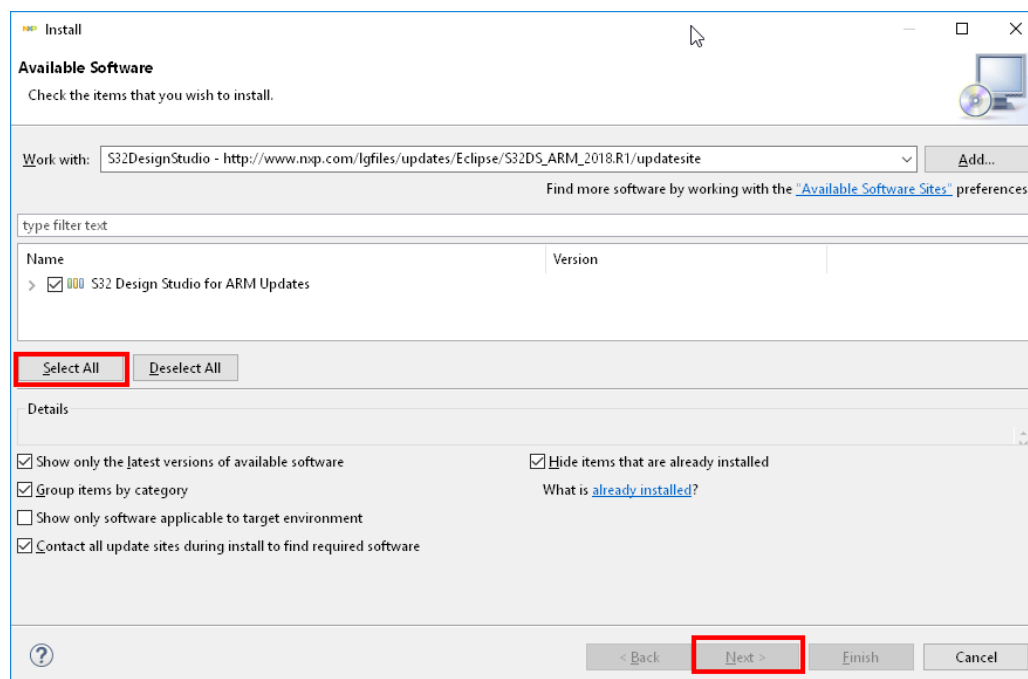 NXP Install
Available Software
Check the items that you wish to install.
Work with: S32DesignStudio - http://www.nxp.com/lgfiles/updates/Eclipse/S32DS_ARM_2018.R1/updatesite Add...
Find more software by working with the "Available Software Sites" preferences
type filter text
Name Version
S32 Design Studio for ARM Updates
Select All Deselect All
Details
Show only the latest versions of available software Hide items that are already installed
Group items by category What is already installed?
Show only software applicable to target environment
Contact all update sites during install to find required software
? < Back Next > Finish Cancel